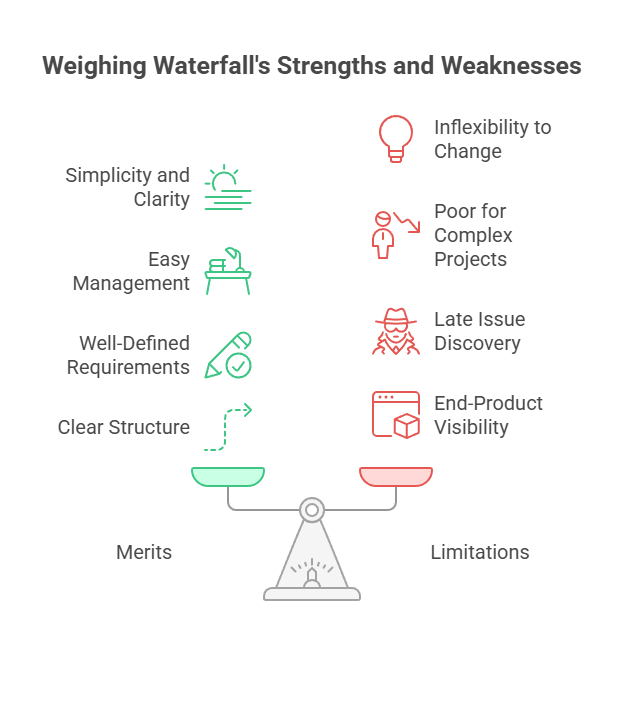 Weighing Waterfall's Strengths and Weaknesses
Simplicity and
Clarity
Easy
Management
Well-Defined
Requirements
Clear Structure
Inflexibility to
Change
Poor for
Complex
Projects
Late Issue
Discovery
End-Product
Visibility
Merits
Limitations